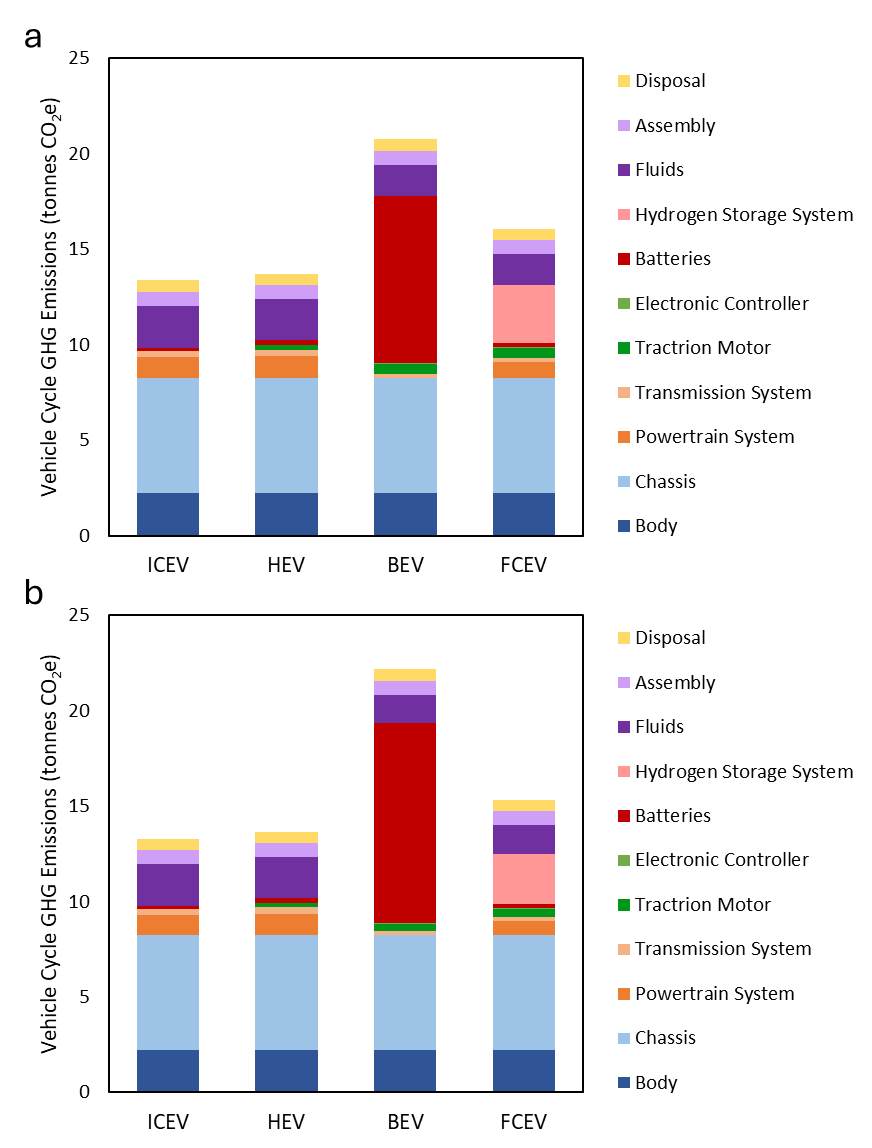 a
Vehicle Cycle GHG Emissions (tonnes CO₂e)
25
20
15
10
5
0
ICEV HEV BEV FCEV
Disposal
Assembly
Fluids
Hydrogen Storage System
Batteries
Electronic Controller
Tractrion Motor
Transmission System
Powertrain System
Chassis
Body
b
Vehicle Cycle GHG Emissions (tonnes CO₂e)
25
20
15
10
5
0
ICEV HEV BEV FCEV
Disposal
Assembly
Fluids
Hydrogen Storage System
Batteries
Electronic Controller
Tractrion Motor
Transmission System
Powertrain System
Chassis
Body